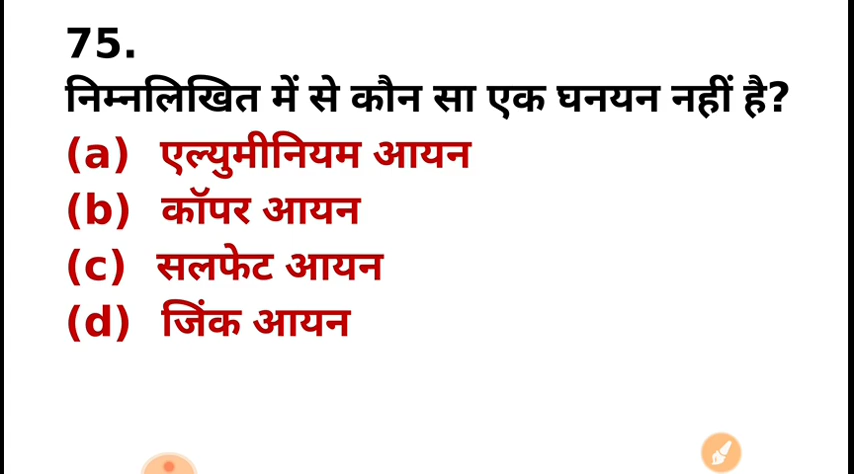 75.
निम्नलिखित में से कौन सा एक घनयन नहीं है?
(a) एल्युमीनियम आयन
(b) कॉपर आयन
(c) सलफेट आयन
(d) जिंक आयन